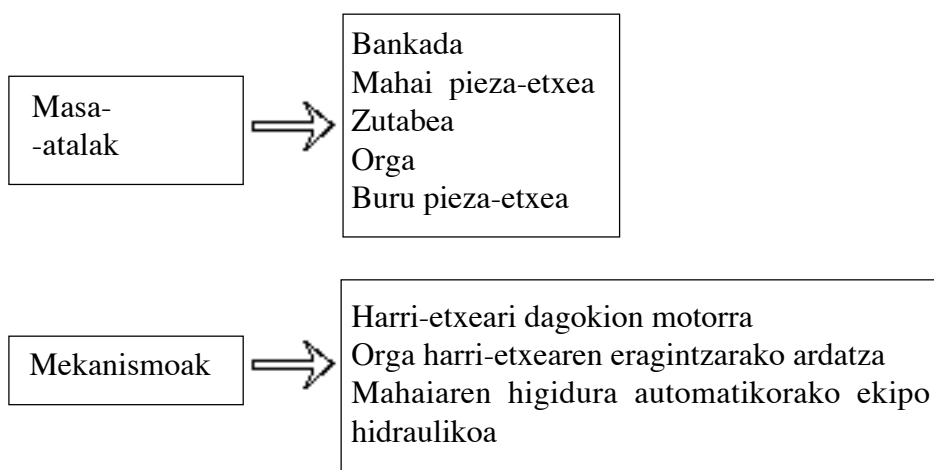 Masa-
-atalak
Bankada
Mahai pieza-etxea
Zutabea
Orga
Buru pieza-etxea
Mekanismoak
Harri-etxeari dagokion motorra
Orga harri-etxearen eragintzarako ardatza
Mahaiaren higidura automatikorako ekipo
hidraulikoa